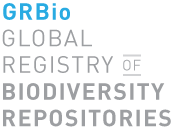 GRBio
GLOBAL
REGISTRY OF
BIODIVERSITY
REPOSITORIES